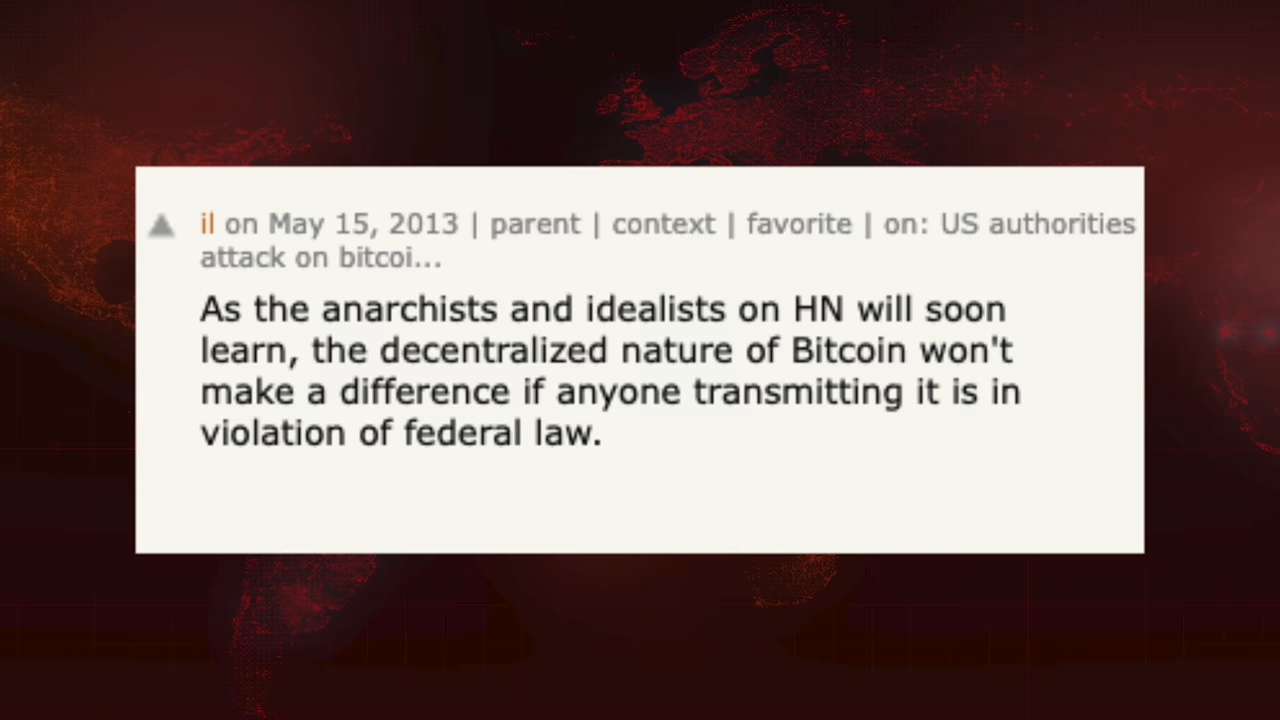 il on May 15, 2013 | parent | context | favorite | on: US authorities
attack on bitcoi...
As the anarchists and idealists on HN will soon
learn, the decentralized nature of Bitcoin won't
make a difference if anyone transmitting it is in
violation of federal law.